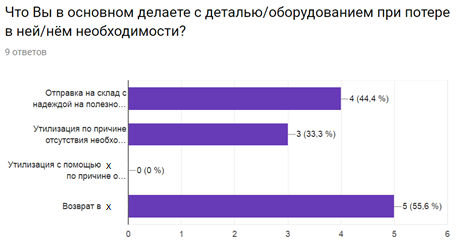 Что Вы в основном делаете с деталью/оборудованием при потере
в ней/нём необходимости?
9 ответов
Отправка на склад с
надеждой на полезно...
4 (44,4 %)
Утилизация по причине
отсутствия необхо...
3 (33,3 %)
Утилизация с помощью x
по причине о...
0 (0 %)
Возврат в x
5 (55,6 %)
0 1 2 3 4 5 6